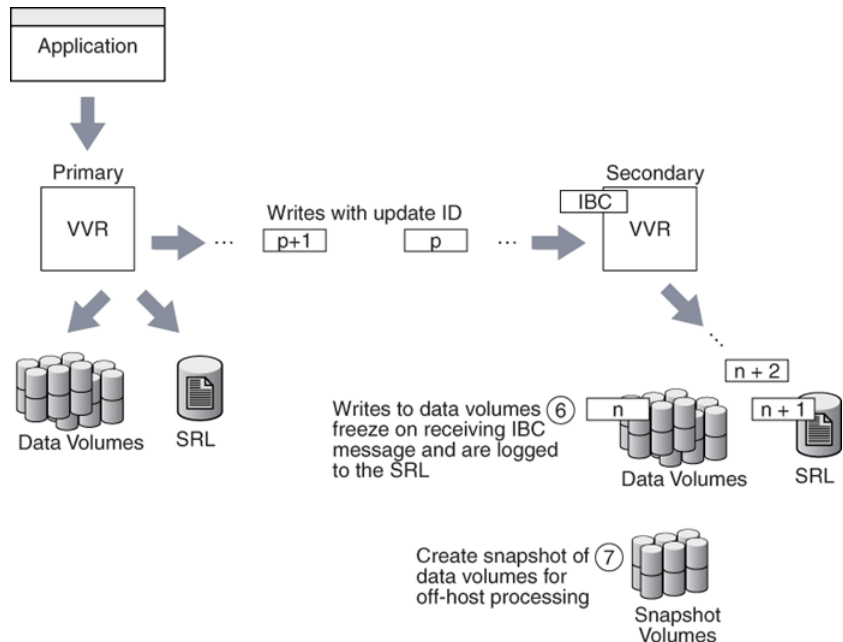 Application
Primary
Secondary
IBC
VVR
Writes with update ID
VVR
...
p+1
p
...
...
n + 2
Writes to data volumes
freeze on receiving IBC
message and are logged
to the SRL
6
n
n + 1
Data Volumes
SRL
Data Volumes
SRL
Create snapshot of
data volumes for
off-host processing
7
Snapshot
Volumes